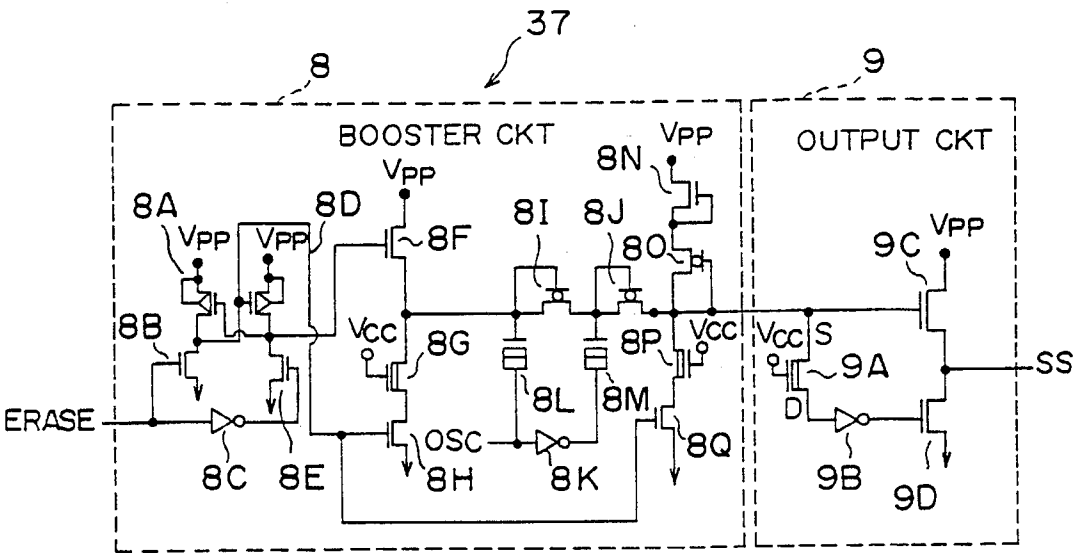 37
8
9
BOOSTER CKT
OUTPUT CKT
VPP
8N
VPP
8A
8D
VPP
VPP
8I
8J
8F
8O
9C
VPP
8B
VCC
8G
8P
VCC
VCC
S
9A
SS
8L
8M
D
ERASE
OSC
8Q
8C
8E
8H
8K
9B
9D